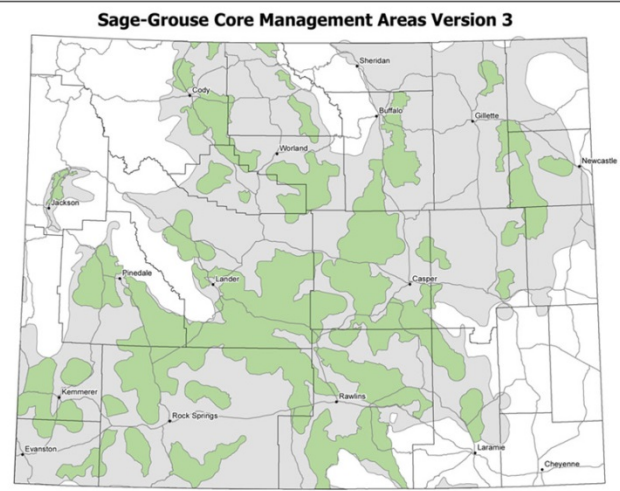 Sage-Grouse Core Management Areas Version 3
Sheridan
Cody
Buffalo
Gillette
Worland
Newcastle
Jackson
Pinedale
Lander
Casper
Kemmerer
Rawlins
Rock Springs
Evanston
Laramie
Cheyenne